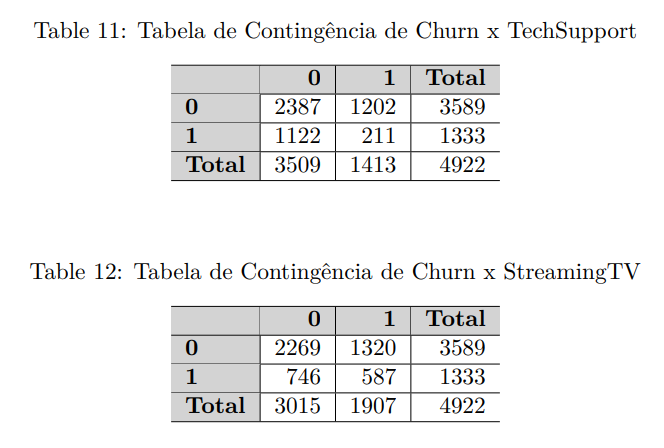 Table 11: Tabela de Contingência de Churn x TechSupport
0 1 Total
0 2387 1202 3589
1 1122 211 1333
Total 3509 1413 4922
Table 12: Tabela de Contingência de Churn x StreamingTV
0 1 Total
0 2269 1320 3589
1 746 587 1333
Total 3015 1907 4922